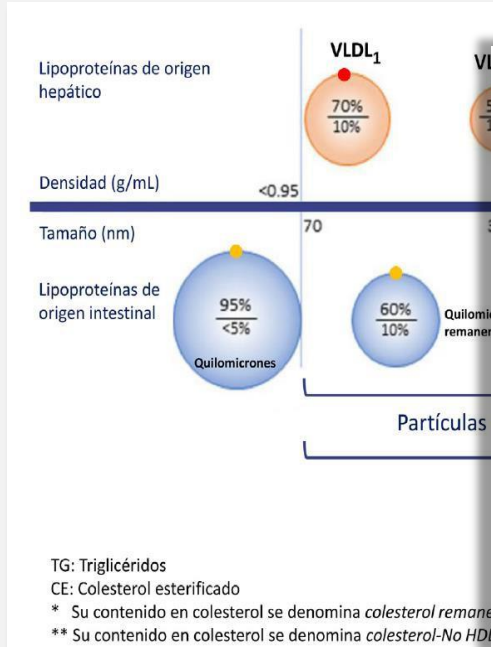 VLDL1
Lipoproteínas de origen
hepático
70%
10%
Densidad (g/mL)
<0.95
Tamaño (nm)
70
Lipoproteínas de
origen intestinal
95%
<5%
Quilomicrones
60%
10%
Partículas
TG: Triglicéridos
CE: Colesterol esterificado
* Su contenido en colesterol se denomina colesterol
** Su contenido en colesterol se denomina colesterol-No